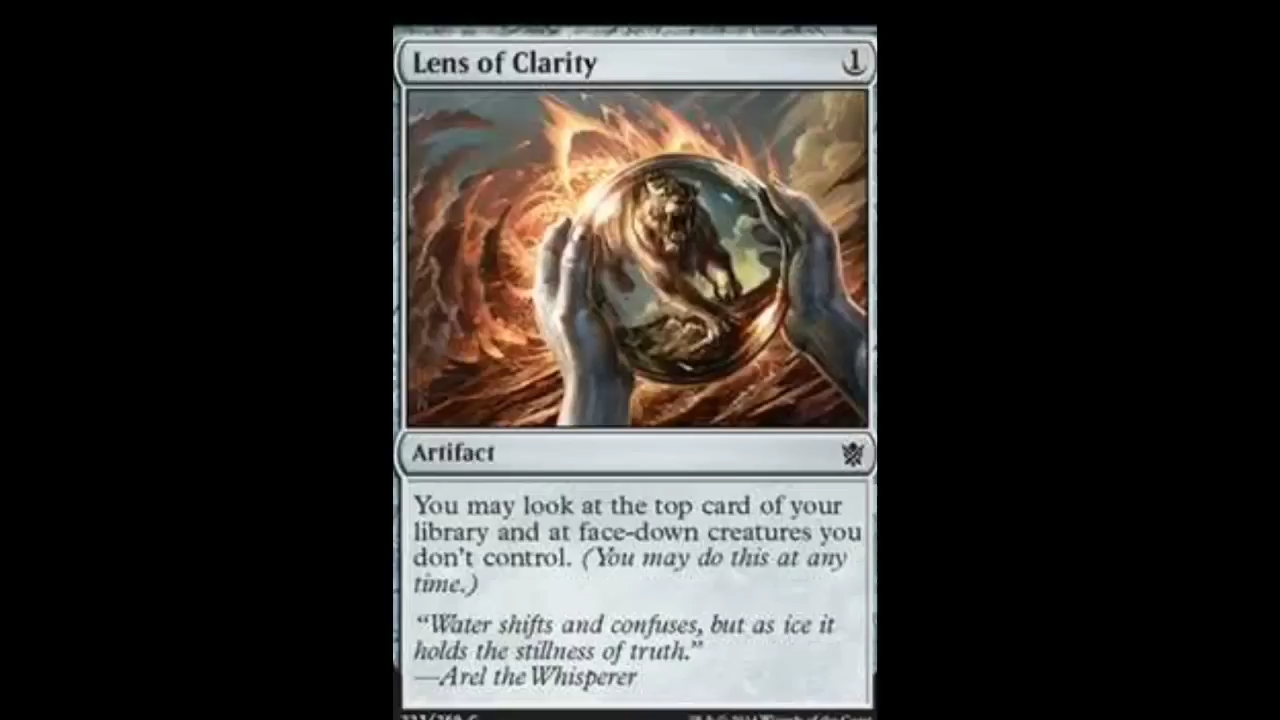 Lens of Clarity
1
Artifact
You may look at the top card of your
library and at face-down creatures you
don't control. (You may do this at any
time.)
"Water shifts and confuses, but as ice it
holds the stillness of truth."
—Arel the Whisperer